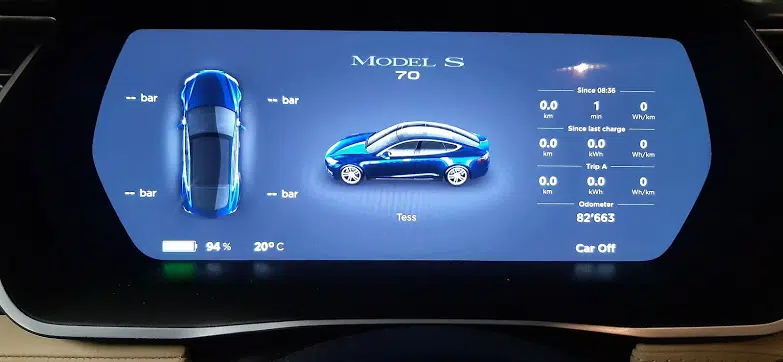 MODEL S
70
-- bar
-- bar
-- bar
-- bar
Tess
94 %
20° C
Since 08:36
0.0 1 0
km min Wh/km
Since last charge
0.0 0.0 0
km kWh Wh/km
Trip A
0.0 0.0 0
km kWh Wh/km
Odometer
82'663
Car Off